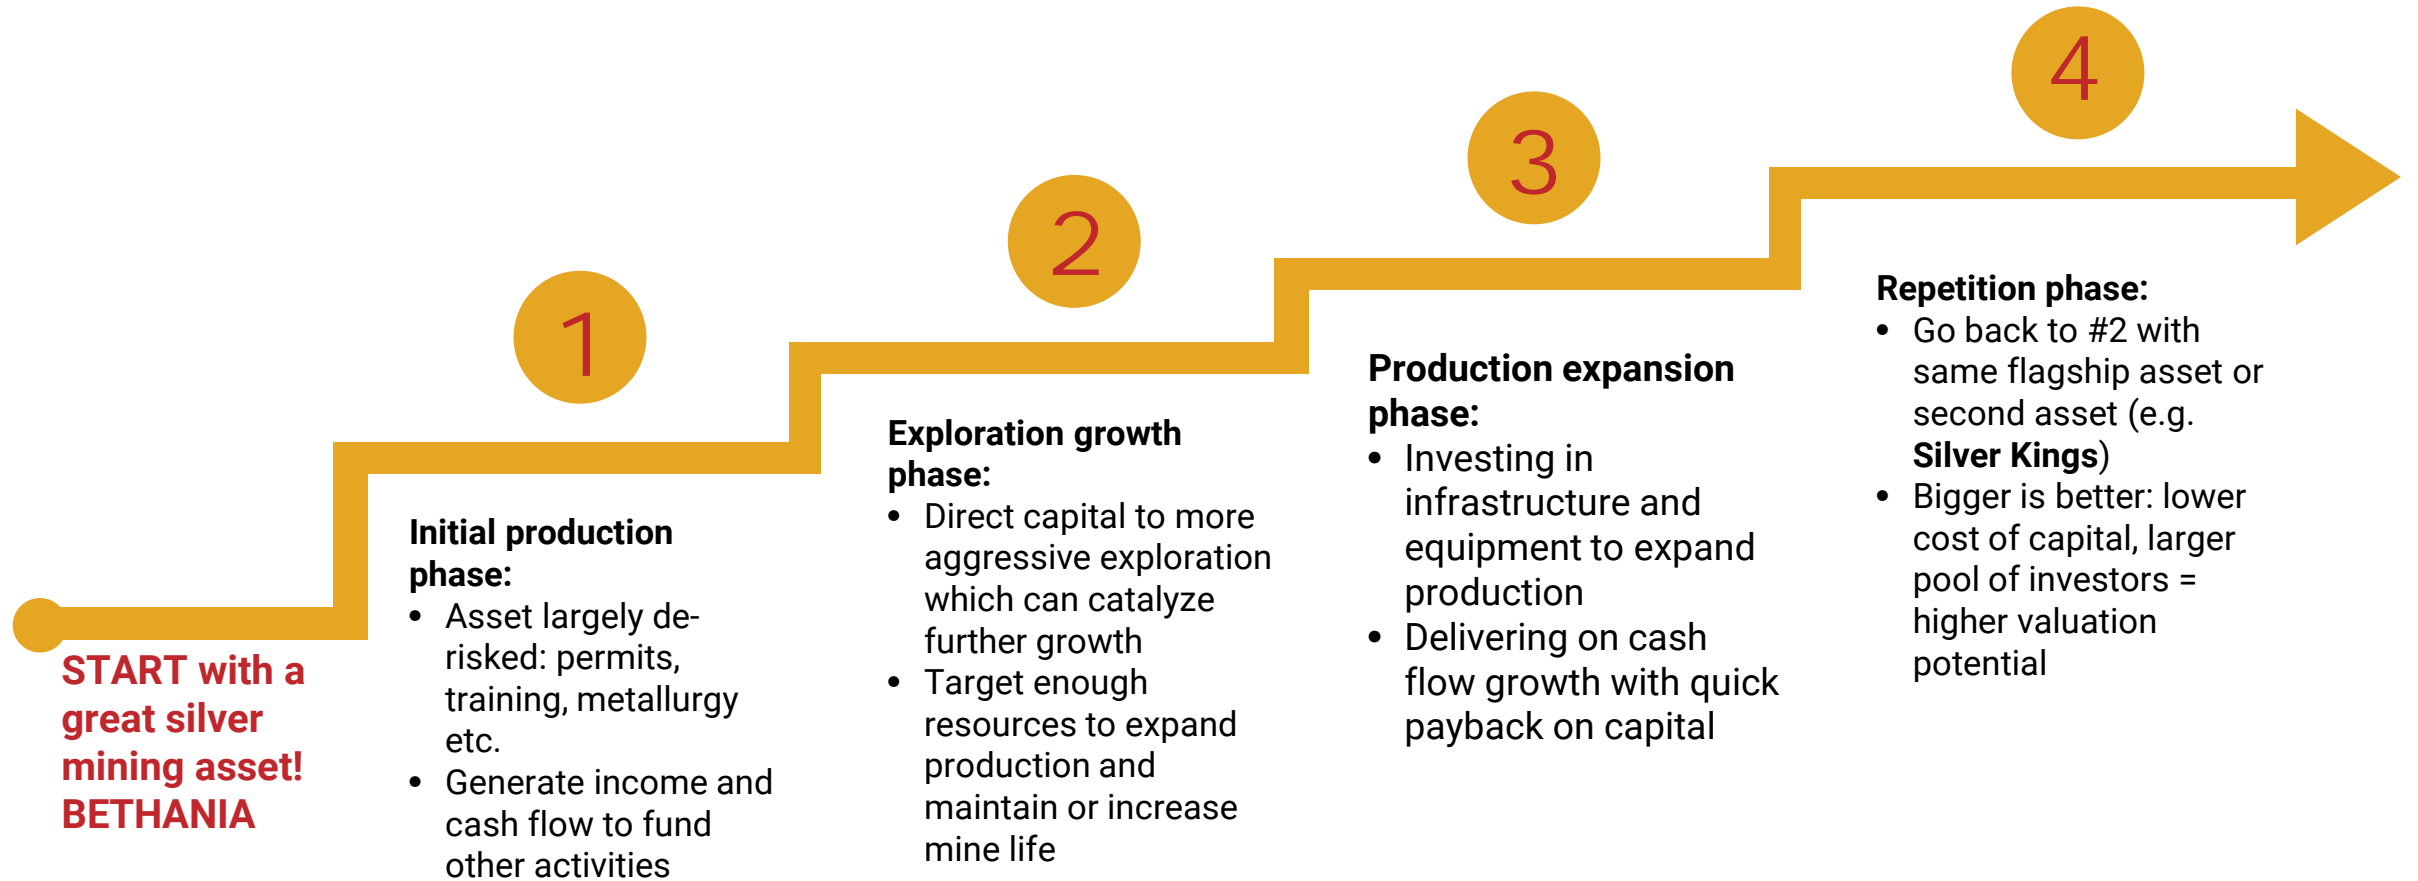 START with a
great silver
mining asset!
BETHANIA
1
Initial production
phase:
• Asset largely de-
risked: permits,
training, metallurgy
etc.
• Generate income and
cash flow to fund
other activities
2
Exploration growth
phase:
• Direct capital to more
aggressive exploration
which can catalyze
further growth
• Target enough
resources to expand
production and
maintain or increase
mine life
3
Production expansion
phase:
• Investing in
infrastructure and
equipment to expand
production
• Delivering on cash
flow growth with quick
payback on capital
4
Repetition phase:
• Go back to #2 with
same flagship asset or
second asset (e.g.
Silver Kings)
• Bigger is better: lower
cost of capital, larger
pool of investors =
higher valuation
potential